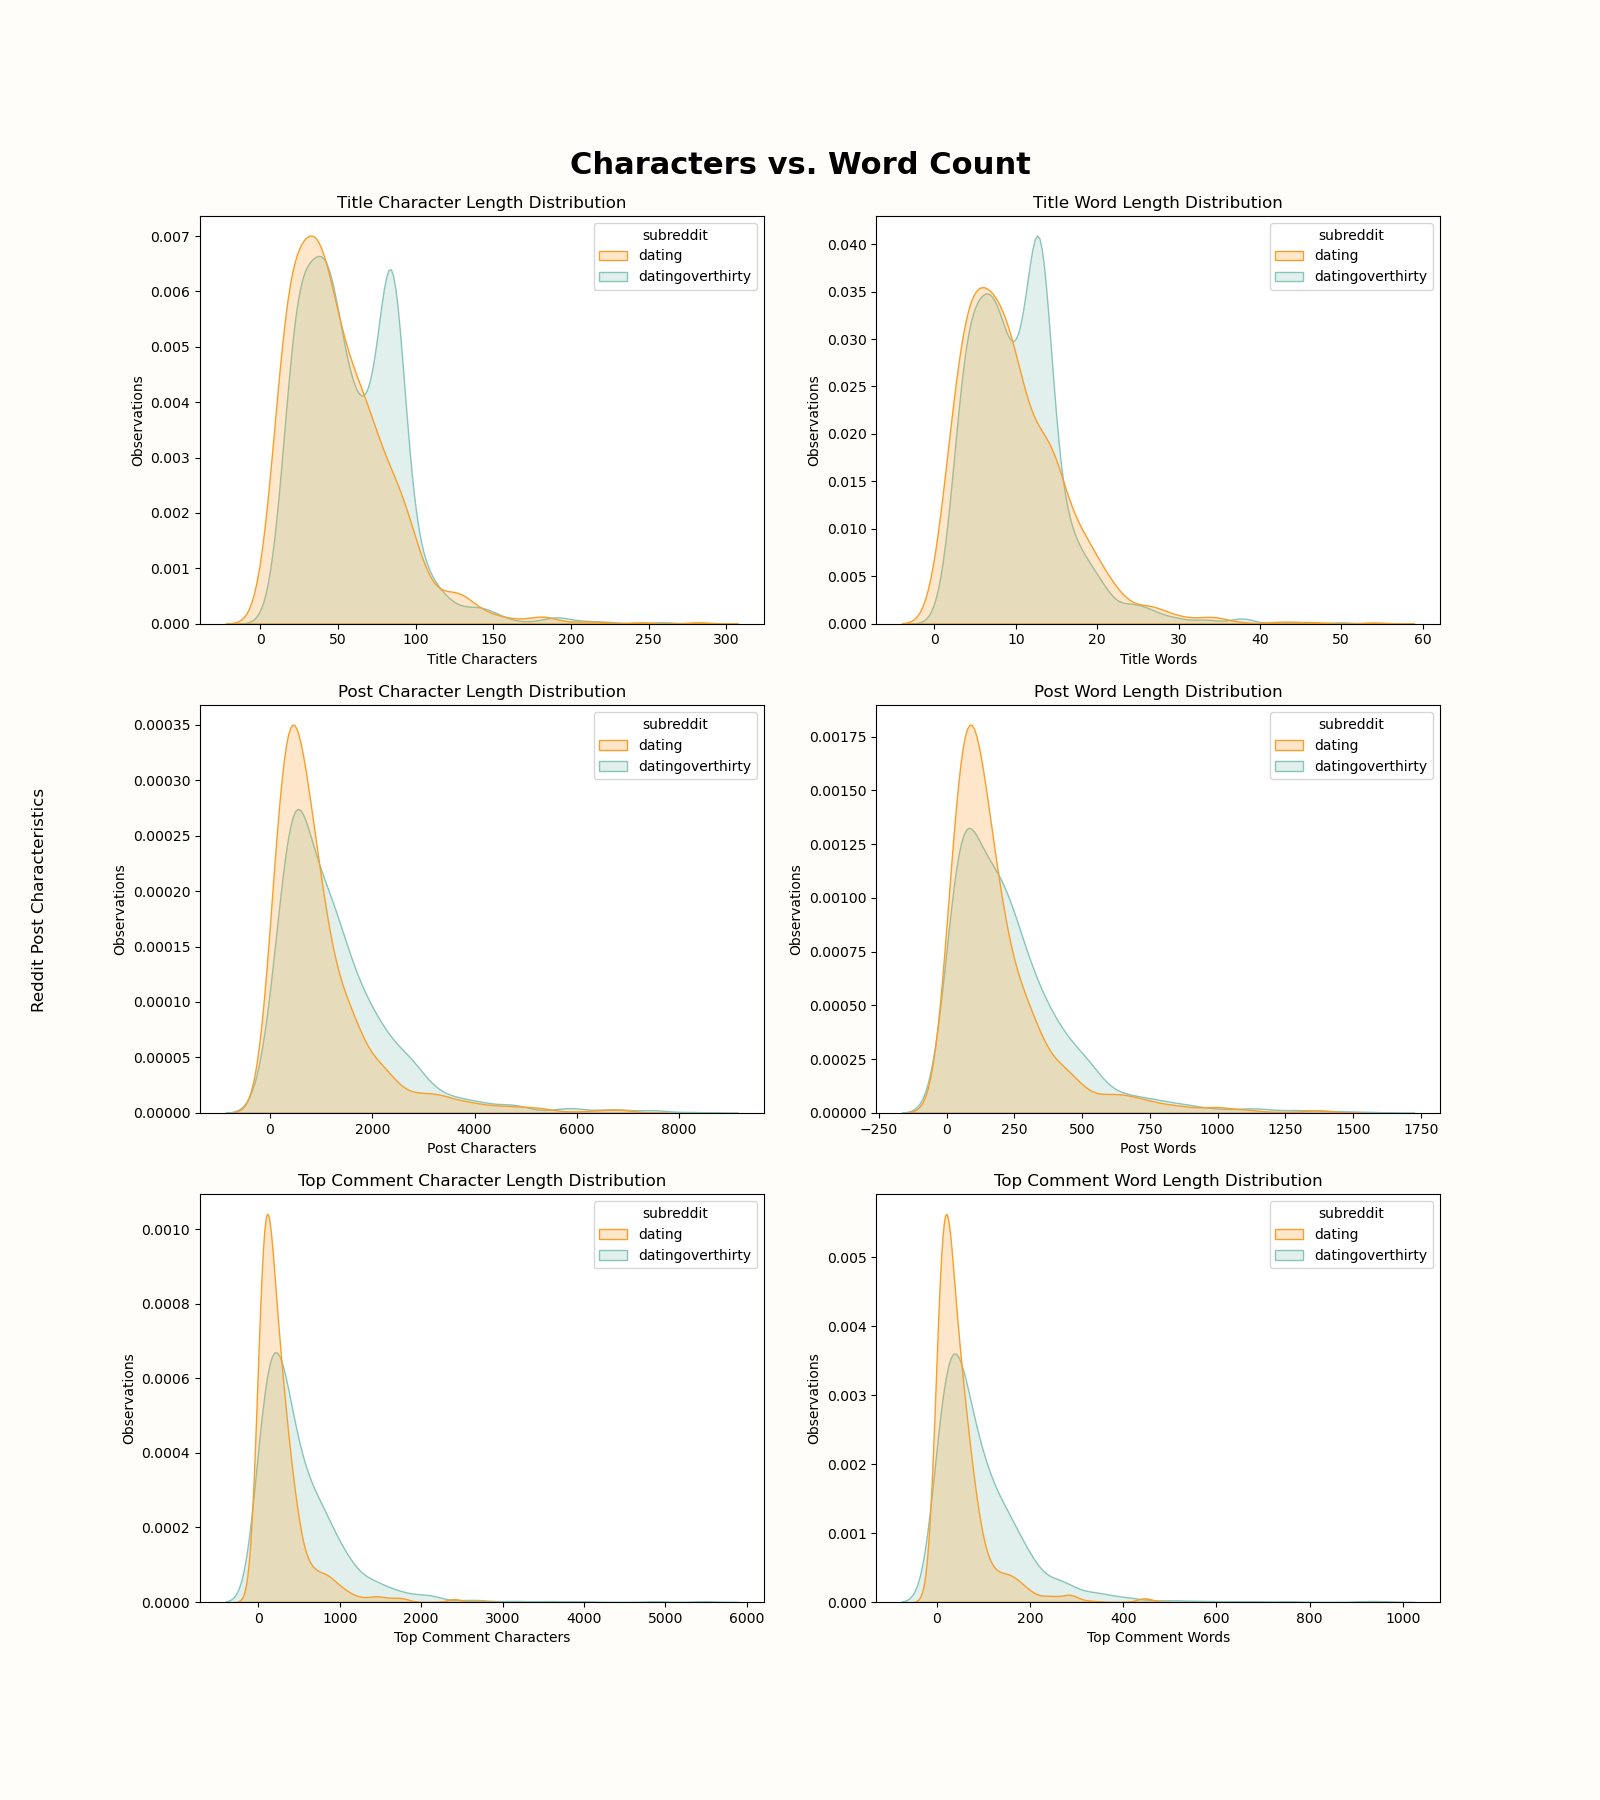 Characters vs. Word Count
Reddit Post Characteristics
Title Character Length Distribution
Observations
0.007
0.006
0.005
0.004
0.003
0.002
0.001
0.000
subreddit
dating
datingoverthirty
0 50 100 150 200 250 300
Title Characters
Title Word Length Distribution
Observations
0.040
0.035
0.030
0.025
0.020
0.015
0.010
0.005
0.000
subreddit
dating
datingoverthirty
0 10 20 30 40 50 60
Title Words
Post Character Length Distribution
Observations
0.00035
0.00030
0.00025
0.00020
0.00015
0.00010
0.00005
0.00000
subreddit
dating
datingoverthirty
0 2000 4000 6000 8000
Post Characters
Post Word Length Distribution
Observations
0.00175
0.00150
0.00125
0.00100
0.00075
0.00050
0.00025
0.00000
subreddit
dating
datingoverthirty
−250 0 250 500 750 1000 1250 1500 1750
Post Words
Top Comment Character Length Distribution
Observations
0.0010
0.0008
0.0006
0.0004
0.0002
0.0000
subreddit
dating
datingoverthirty
0 1000 2000 3000 4000 5000 6000
Top Comment Characters
Top Comment Word Length Distribution
Observations
0.005
0.004
0.003
0.002
0.001
0.000
subreddit
dating
datingoverthirty
0 200 400 600 800 1000
Top Comment Words